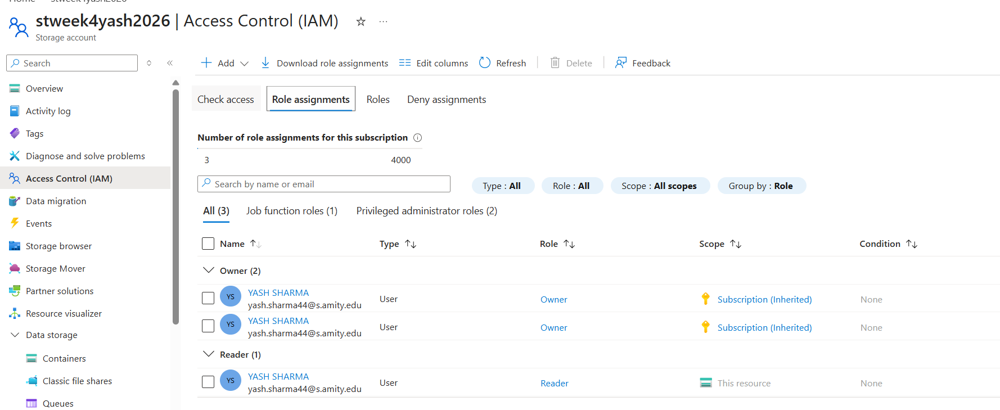 Home stweek4yash2026
stweek4yash2026 | Access Control (IAM)
Storage account
Search
Add
Download role assignments
Edit columns
Refresh
Delete
Feedback
Overview
Activity log
Tags
Diagnose and solve problems
Access Control (IAM)
Data migration
Events
Storage browser
Storage Mover
Partner solutions
Resource visualizer
Data storage
Containers
Classic file shares
Queues
Check access
Role assignments
Roles
Deny assignments
Number of role assignments for this subscription
3 4000
Search by name or email
Type : All
Role : All
Scope : All scopes
Group by : Role
All (3)
Job function roles (1)
Privileged administrator roles (2)
Name Type Role Scope Condition
Owner (2)
YS YASH SHARMA
yash.sharma44@s.amity.edu User Owner Subscription (Inherited) None
YS YASH SHARMA
yash.sharma44@s.amity.edu User Owner Subscription (Inherited) None
Reader (1)
YS YASH SHARMA
yash.sharma44@s.amity.edu User Reader This resource None